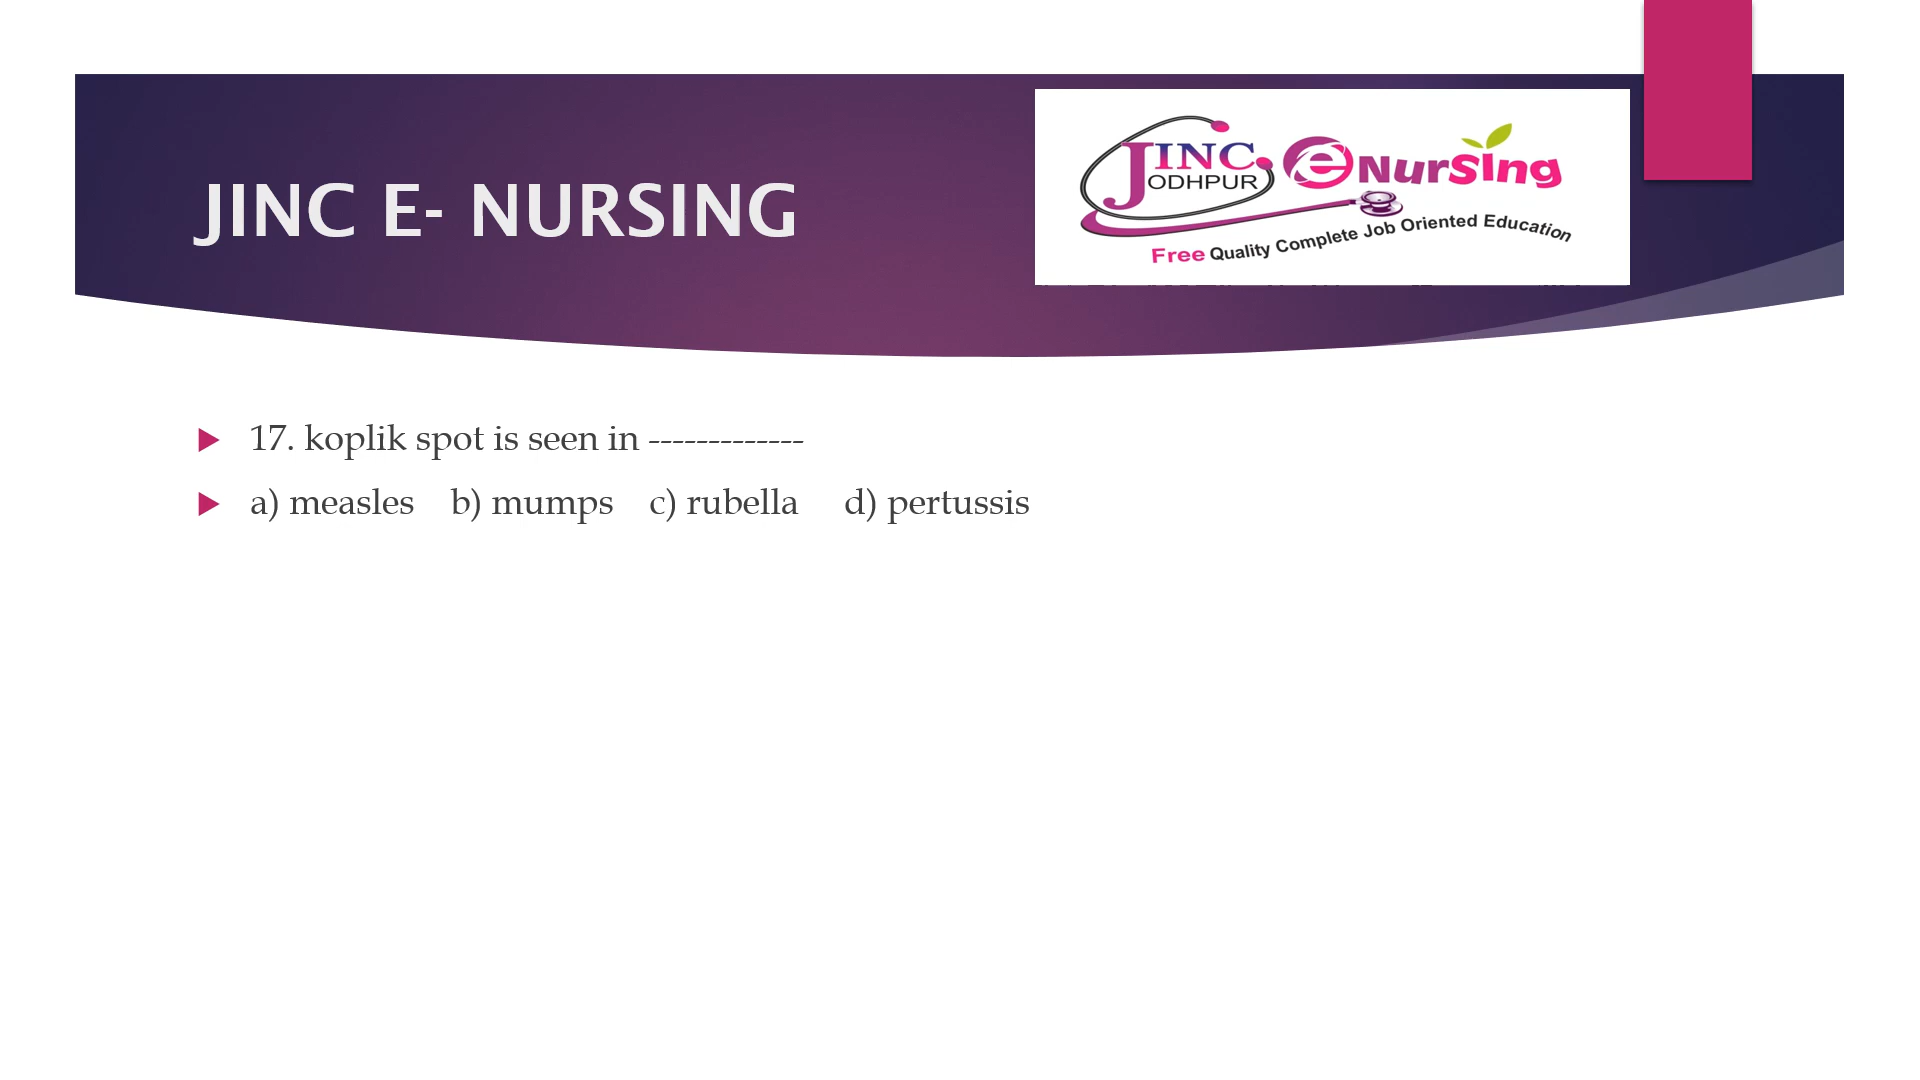 JINC E- NURSING
JINC
ODHPUR
eNursing
Free Quality Complete Job Oriented Education
17. koplik spot is seen in -------------
a) measles b) mumps c) rubella d) pertussis